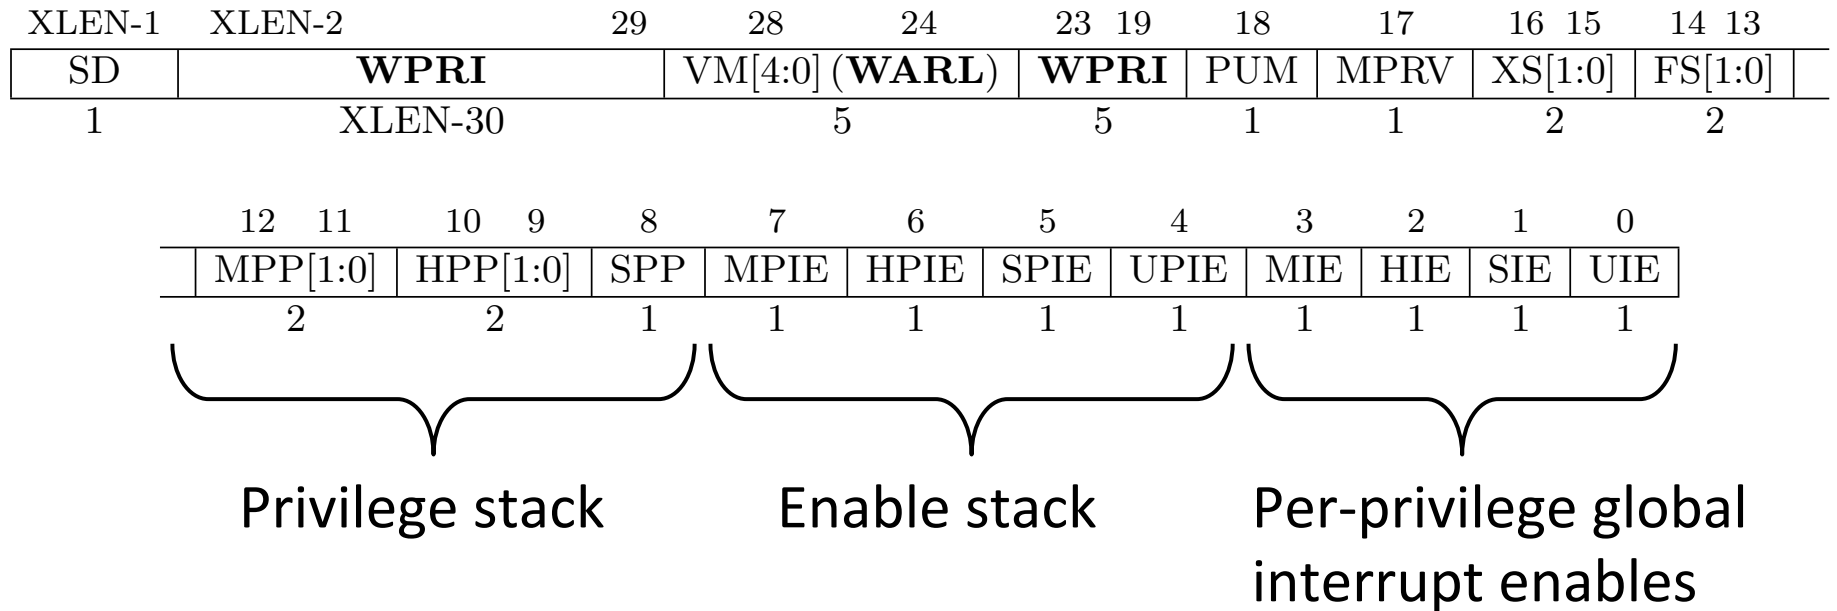 XLEN-1 XLEN-2 29 28 24 23 19 18 17 16 15 14 13
SD WPRI VM[4:0] (WARL) WPRI PUM MPRV XS[1:0] FS[1:0]
1 XLEN-30 5 5 1 1 2 2
12 11 10 9 8 7 6 5 4 3 2 1 0
MPP[1:0] HPP[1:0] SPP MPIE HPIE SPIE UPIE MIE HIE SIE UIE
2 2 1 1 1 1 1 1 1 1 1
Privilege stack Enable stack Per-privilege global
interrupt enables